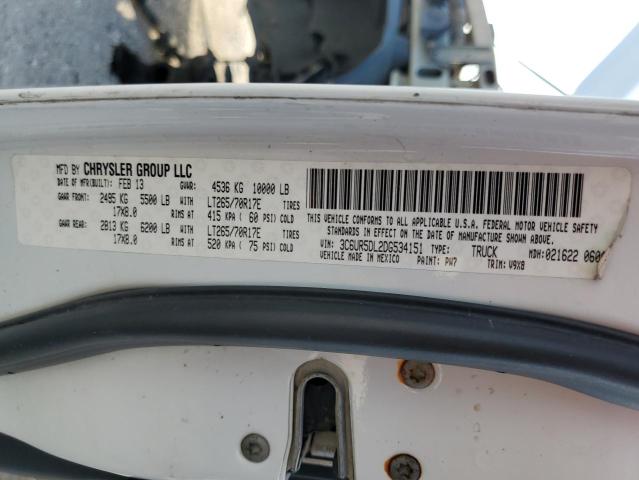 MFD BY CHRYSLER GROUP LLC
DATE OF MFR(BUILT): FEB 13 GVWR: 4536 KG 10000 LB
GAWR FRONT: 2495 KG 5500 LB LT265/70R17E TIRES
17X8.0 RIMS AT 415 KPA ( 60 PSI) COLD
GAWR REAR: 2813 KG 6200 LB LT265/70R17E TIRES
17X8.0 RIMS AT 520 KPA ( 75 PSI) COLD
THIS VEHICLE CONFORMS TO ALL APPLICABLE
U.S.A. FEDERAL MOTOR VEHICLE SAFETY
STANDARDS IN EFFECT ON THE
DATE OF MANUFACTURE SHOWN ABOVE.
VIN: 3C6UR5DL2DG534151 TYPE: TRUCK MDH:021622
VEHICLE MADE IN MEXICO PAINT: PW7 TRIM: V9X8